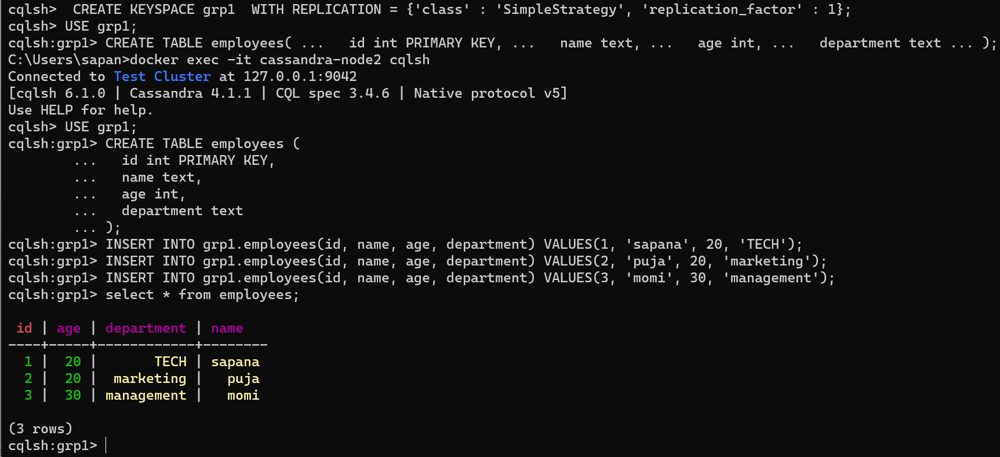 cqlsh>  CREATE KEYSPACE grp1  WITH REPLICATION = {'class' : 'SimpleStrategy', 'replication_factor' : 1};
cqlsh> USE grp1;
cqlsh:grp1> CREATE TABLE employees( ...   id int PRIMARY KEY, ...   name text, ...   age int, ...   department text ... );
C:\Users\sapan>docker exec -it cassandra-node2 cqlsh
Connected to Test Cluster at 127.0.0.1:9042
[cqlsh 6.1.0 | Cassandra 4.1.1 | CQL spec 3.4.6 | Native protocol v5]
Use HELP for help.
cqlsh> USE grp1;
cqlsh:grp1> CREATE TABLE employees (
        ...   id int PRIMARY KEY,
        ...   name text,
        ...   age int,
        ...   department text
        ... );
cqlsh:grp1> INSERT INTO grp1.employees(id, name, age, department) VALUES(1, 'sapana', 20, 'TECH');
cqlsh:grp1> INSERT INTO grp1.employees(id, name, age, department) VALUES(2, 'puja', 20, 'marketing');
cqlsh:grp1> INSERT INTO grp1.employees(id, name, age, department) VALUES(3, 'momi', 30, 'management');
cqlsh:grp1> select * from employees;
 id | age | department | name
----+-----+------------+--------
  1 |  20 |       TECH | sapana
  2 |  20 |  marketing |   puja
  3 |  30 | management |   momi
(3 rows)
cqlsh:grp1>